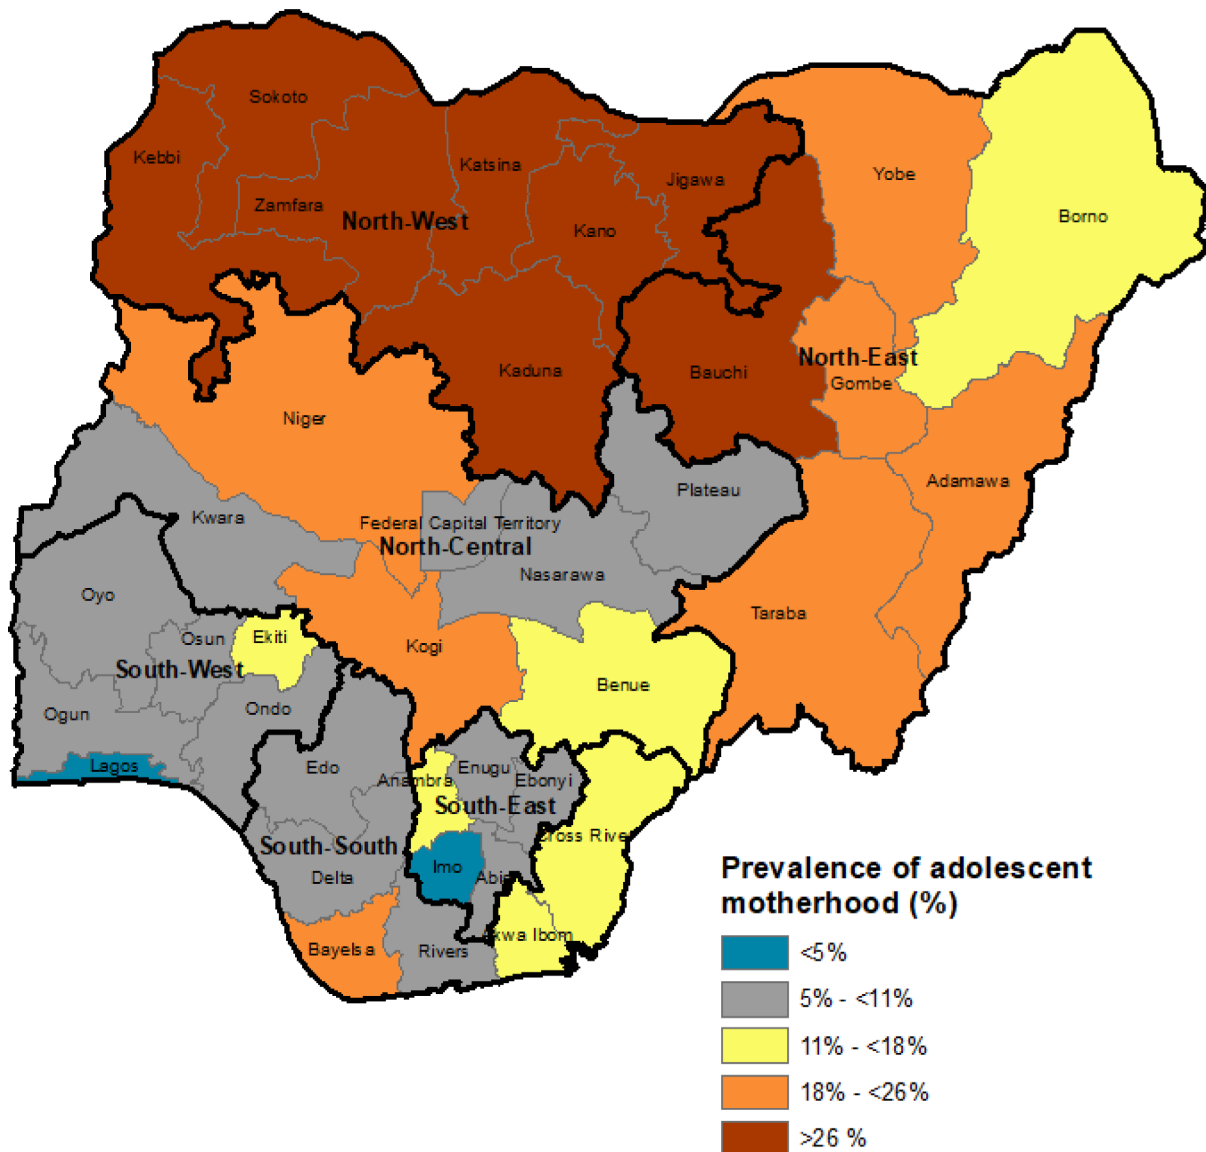 Sokoto
Kebbi
Katsina
Jigawa
Yobe
Zamfara
North-West
Kano
Borno
Kaduna
Bauchi
North-East
Gombe
Niger
Plateau
Adamawa
Kwara
Federal Capital Territory
North-Central
Nasarawa
Oyo
Taraba
Osun
Ekiti
Kogi
South-West
Benue
Ogun
Ondo
Lagos
Edo
Anambra
Enugu
Ebonyi
South-East
South-South
Cross River
Imo
Delta
Abia
Akwa Ibom
Bayelsa
Rivers
Prevalence of adolescent
motherhood (%)
<5%
5% - <11%
11% - <18%
18% - <26%
>26 %